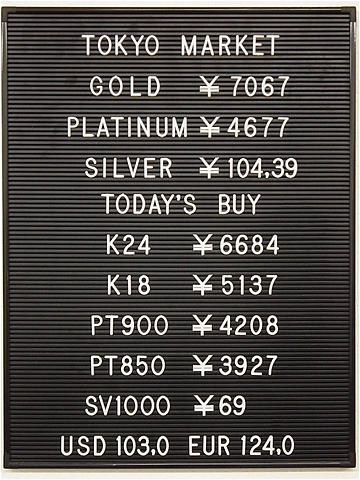 TOKYO MARKET
GOLD ¥7067
PLATINUM ¥4677
SILVER ¥104,39
TODAY'S BUY
K24 ¥6684
K18 ¥5137
PT900 ¥4208
PT850 ¥3927
SV1000 ¥69
USD 103,0 EUR 124,0